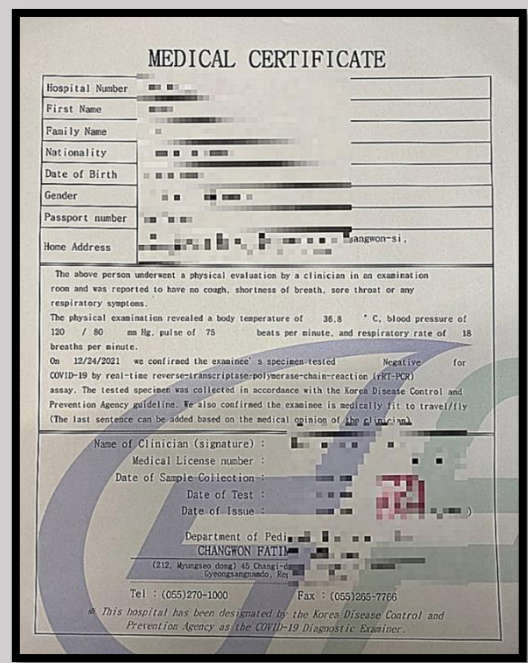 MEDICAL CERTIFICATE
Hospital Number
First Name
Family Name
Nationality
Date of Birth
Gender
Passport number
Home Address
angwon-si,
The above person underwent a physical evaluation by a clinician in an examination
room and was reported to have no cough, shortness of breath, sore throat or any
respiratory symptoms.
The physical examination revealed a body temperature of 36.8 ° C, blood pressure of
120 / 80 mm Hg, pulse of 75 beats per minute, and respiratory rate of 18
breaths per minute.
On 12/24/2021 we confirmed the examinee's specimen tested Negative for
COVID-19 by real-time reverse-transcriptase-polymerase-chain-reaction (rRT-PCR)
assay. The tested specimen was collected in accordance with the Korea Disease Control and
Prevention Agency guideline. We also confirmed the examinee is medically fit to travel/fly
(The last sentence can be added based on the medical opinion of the clinician)
Name of Clinician (signature) :
Medical License number :
Date of Sample Collection :
Date of Test :
Date of Issue : )
Department of Pedi
CHANGWON FATIM
(212, Myungseo dong) 45 Changi-d
Gyeongsangnamdo, Rep
Tel : (055)270-1000 Fax : (055)265-7766
※ This hospital has been designated by the Korea Disease Control and
Prevention Agency as the COVID-19 Diagnostic Examiner.